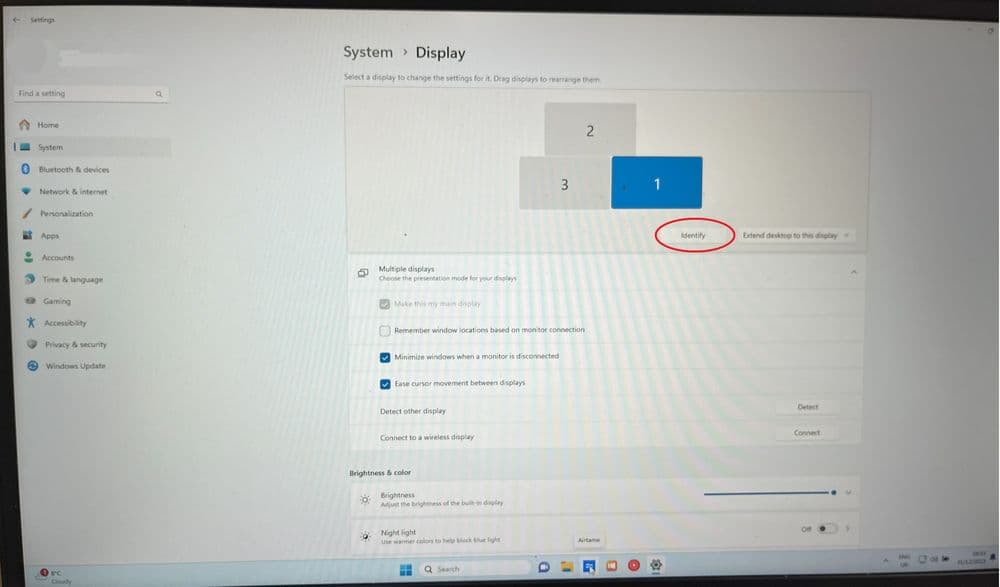 Settings
System > Display
Select a display to change the settings for it. Drag displays to rearrange them.
Find a setting
Home
System
Bluetooth & devices
Network & internet
Personalization
Apps
Accounts
Time & language
Gaming
Accessibility
Privacy & security
Windows Update
2
3
1
Identify
Extend desktop to this display
Multiple displays
Choose the presentation mode for your displays
Make this my main display
Remember window locations based on monitor connection
Minimize windows when a monitor is disconnected
Ease cursor movement between displays
Detect other display
Detect
Connect to a wireless display
Connect
Brightness & color
Brightness
Adjust the brightness of the built-in display
Night light
Use warmer colors to help block blue light
Off
Airtame
8°C
Cloudy
Search
ENG